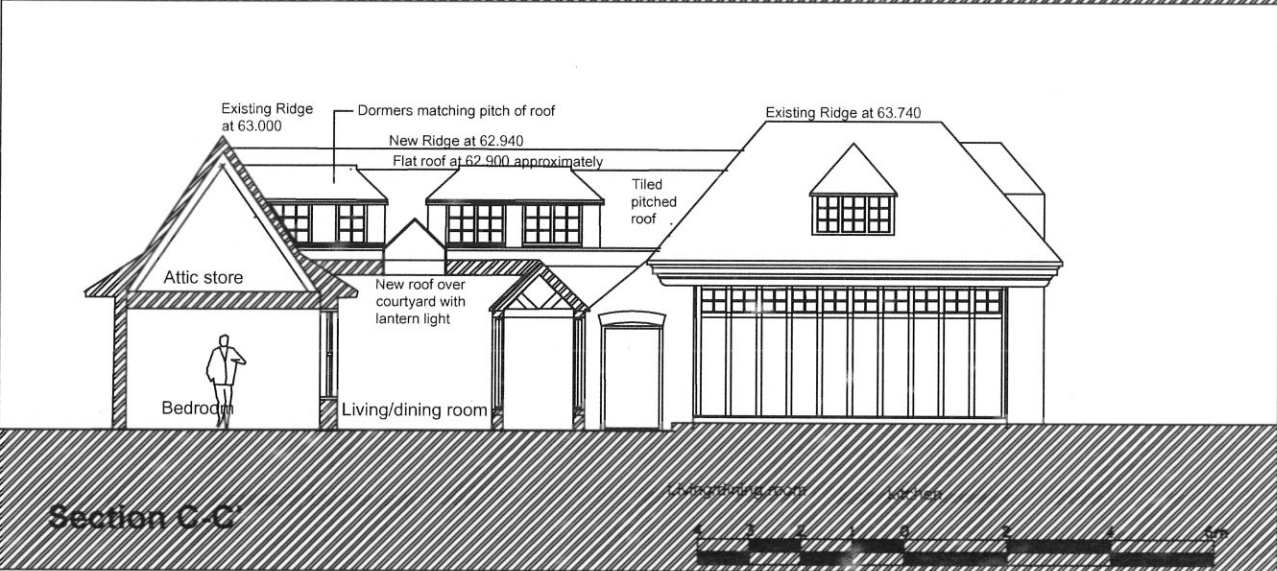 Existing Ridge
at 63.000
Dormers matching pitch of roof
Existing Ridge at 63.740
New Ridge at 62.940
Flat roof at 62.900 approximately
Tiled
pitched
roof
Attic store
New roof over
courtyard with
lantern light
Bedroom
Living/dining room
Living/dining room
kitchen
Section C-C'
4 3 2 1 0 2 4 6m